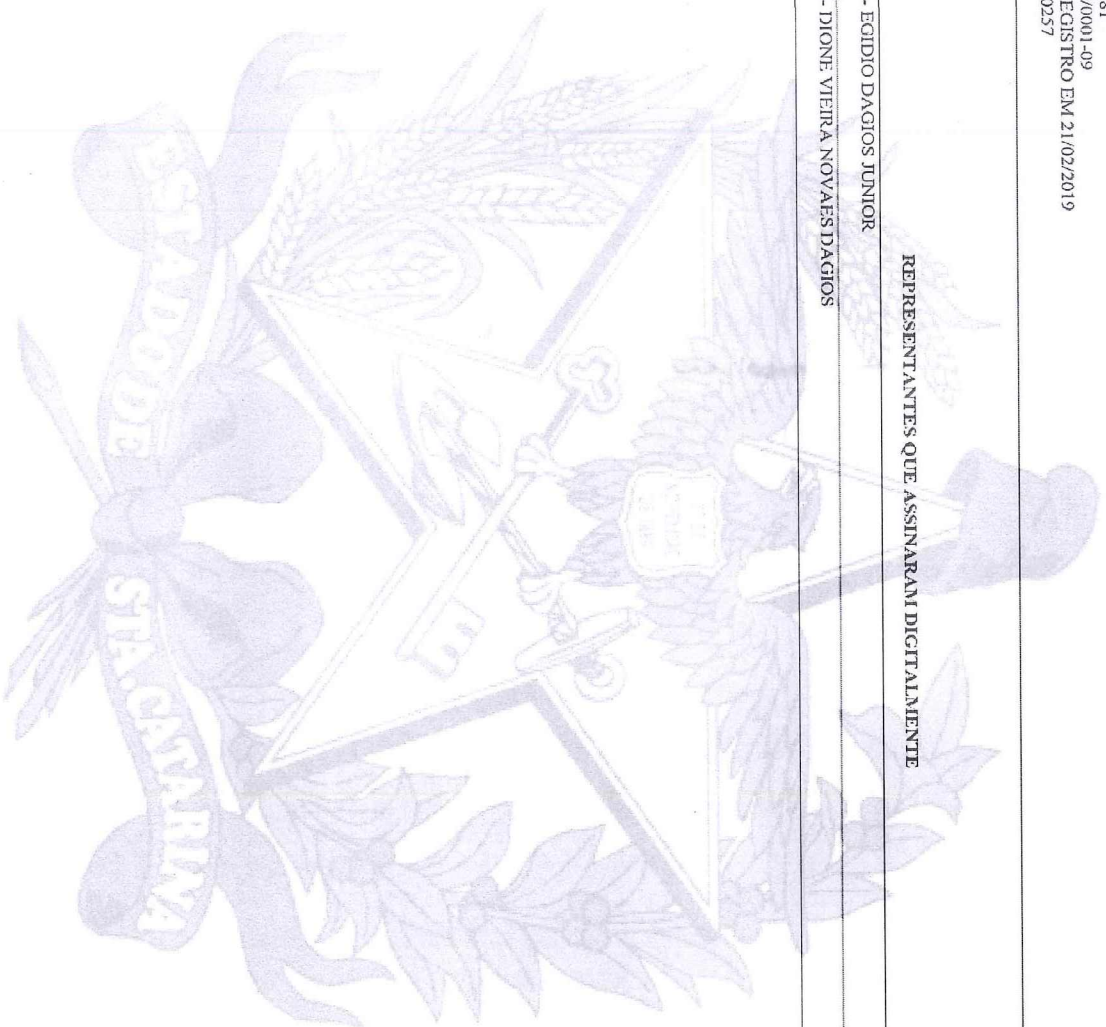 81
/0001-09
EGISTRO EM 21/02/2019
0257
REPRESENTANTES QUE ASSINARAM DIGITALMENTE
- EGIDIO DAGIOS JUNIOR
- DIONE VIEIRA NOVAES DAGIOS
ESTADO DE STA. CATARINA